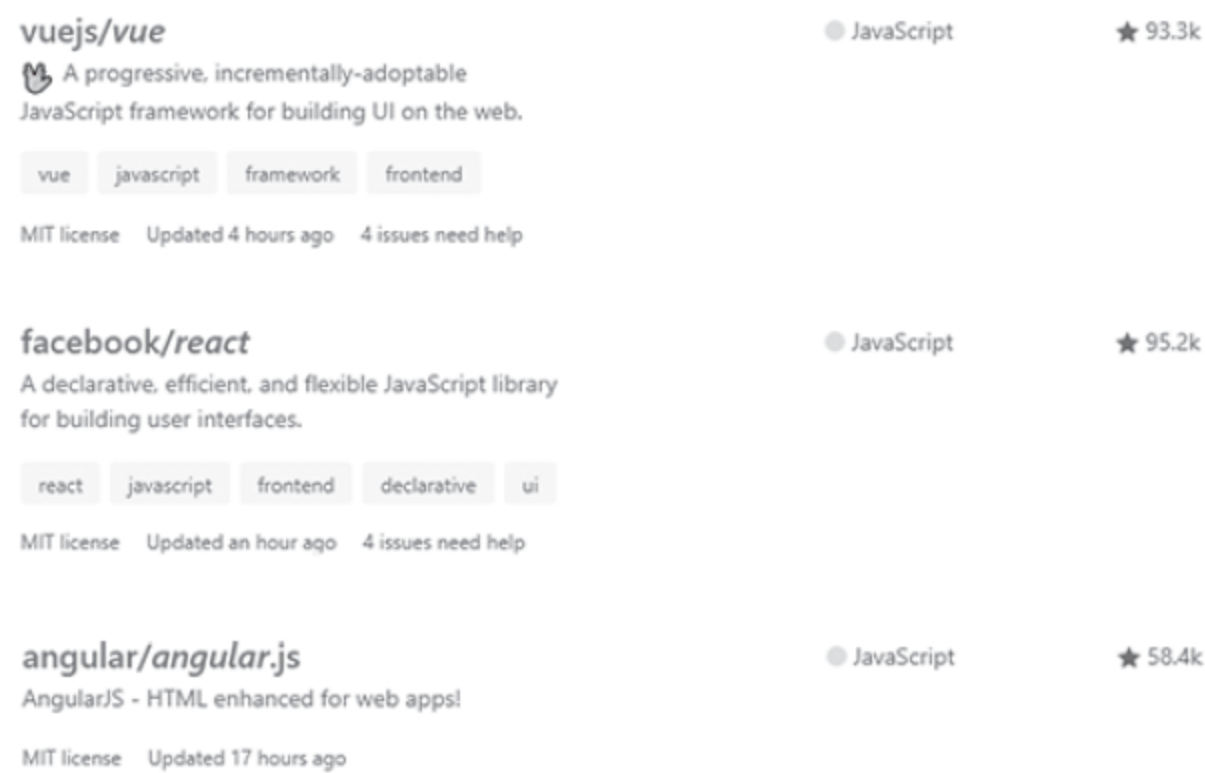 vuejs/vue JavaScript ★ 93.3k
A progressive, incrementally-adoptable
JavaScript framework for building UI on the web.
vue javascript framework frontend
MIT license Updated 4 hours ago 4 issues need help
facebook/react JavaScript ★ 95.2k
A declarative, efficient, and flexible JavaScript library
for building user interfaces.
react javascript frontend declarative ui
MIT license Updated an hour ago 4 issues need help
angular/angular.js JavaScript ★ 58.4k
AngularJS - HTML enhanced for web apps!
MIT license Updated 17 hours ago